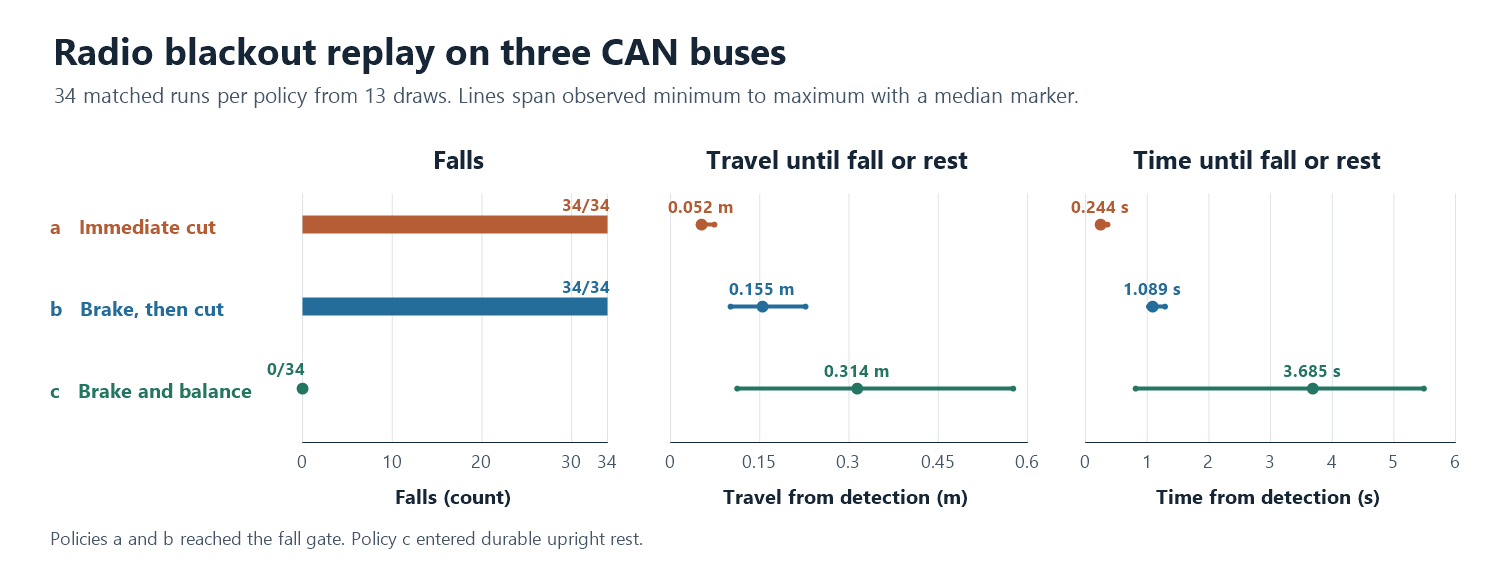 Radio blackout replay on three CAN buses
34 matched runs per policy from 13 draws. Lines span observed minimum to maximum with a median marker.
Falls
Travel until fall or rest
Time until fall or rest
34/34
0.052 m
0.244 s
a Immediate cut
34/34
0.155 m
1.089 s
b Brake, then cut
0/34
0.314 m
3.685 s
c Brake and balance
0 10 20 30 34
0 0.15 0.3 0.45 0.6
0 1 2 3 4 5 6
Falls (count)
Travel from detection (m)
Time from detection (s)
Policies a and b reached the fall gate. Policy c entered durable upright rest.